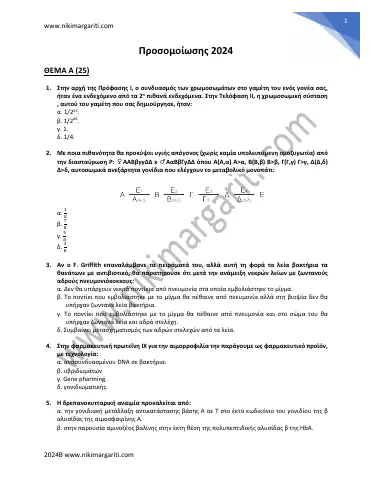 www.nikimargariti.com
1
Προσομοίωσης 2024
ΘΕΜΑ Α (25)
1. Στην αρχή της Πρόφασης Ι, ο συνδυασμός των χρωμοσωμάτων στο γαμέτη του ενός γονέα σας,
ήταν ένα ενδεχόμενο από τα 2ⁿ πιθανά ενδεχόμενα. Στην Τελόφαση ΙΙ, η χρωμοσωμική σύσταση
, αυτού του γαμέτη που σας δημιούργησε, ήταν:
α. 1/2²³.
β. 1/2⁴⁶.
γ. 1.
δ. 1/4.
2. Με ποια πιθανότητα θα προκύψει υγιής απόγονος (χωρίς καμία υπολειπόμενη ομοζυγωτία) από
την διασταύρωση P: ♀ΑΑΒβγγΔΔ x ♂ΑαΒβΓγΔΔ όπου Α(Α,α) Α>α, Β(Β,β) Β>β, Γ(Γ,γ) Γ>γ, Δ(Δ,δ)
Δ>δ, αυτοσωμικά ανεξάρτητα γονίδια που ελέγχουν το μεταβολικό μονοπάτι:
α.
β.
γ.
δ.
3. Αν ο F. Griffith επαναλάμβανε τα πειράματά του, αλλά αυτή τη φορά τα λεία βακτήρια τα
θανάτωνε με αντιβιοτικό, θα παρατηρούσε ότι μετά την ανάμειξη νεκρών λείων με ζωντανούς
αδρούς πνευμονιόκοκκους:
α. Δεν θα υπάρχουν νεκρά ποντίκια από πνευμονία στα οποία εμβολιάστηκε το μίγμα.
β. Το ποντίκι που εμβολιάστηκε με το μίγμα θα πέθαινε από πνευμονία αλλά στη βιοψία δεν θα
υπήρχαν ζωντανά λεία βακτήρια.
γ. Το ποντίκι που εμβολιάστηκε με το μίγμα θα πέθαινε από πνευμονία και στο σώμα του θα
υπήρχαν ζωντανά λεία και αδρά στελέχη.
δ. Συμβαίνει μετασχηματισμός των αδρών στελεχών από τα λεία.
4. Στην φαρμακευτική πρωτεΐνη ΙΧ για την αιμορροφιλία την παράγουμε ως φαρμακευτικό προϊόν,
με τεχνολογία:
α. ανασυνδυασμένου DNA σε βακτήρια.
β. υβριδωμάτων
γ. Gene pharming.
δ. γονιδιωματικής.
5. Η δρεπανοκυτταρική αναιμία προκαλείται από:
α. την γονιδιακή μετάλλαξη αντικατάστασης βάσης Α σε Τ στο έκτο κωδικόνιο του γονιδίου της β
αλυσίδας της αιμοσφαιρίνης Α.
β. στην παρουσία αμινοξέος βαλίνης στην έκτη θέση της πολυπεπτιδικής αλυσίδας β της HbA.
2024Β www.nikimargariti.com
www.nikimargariti.com